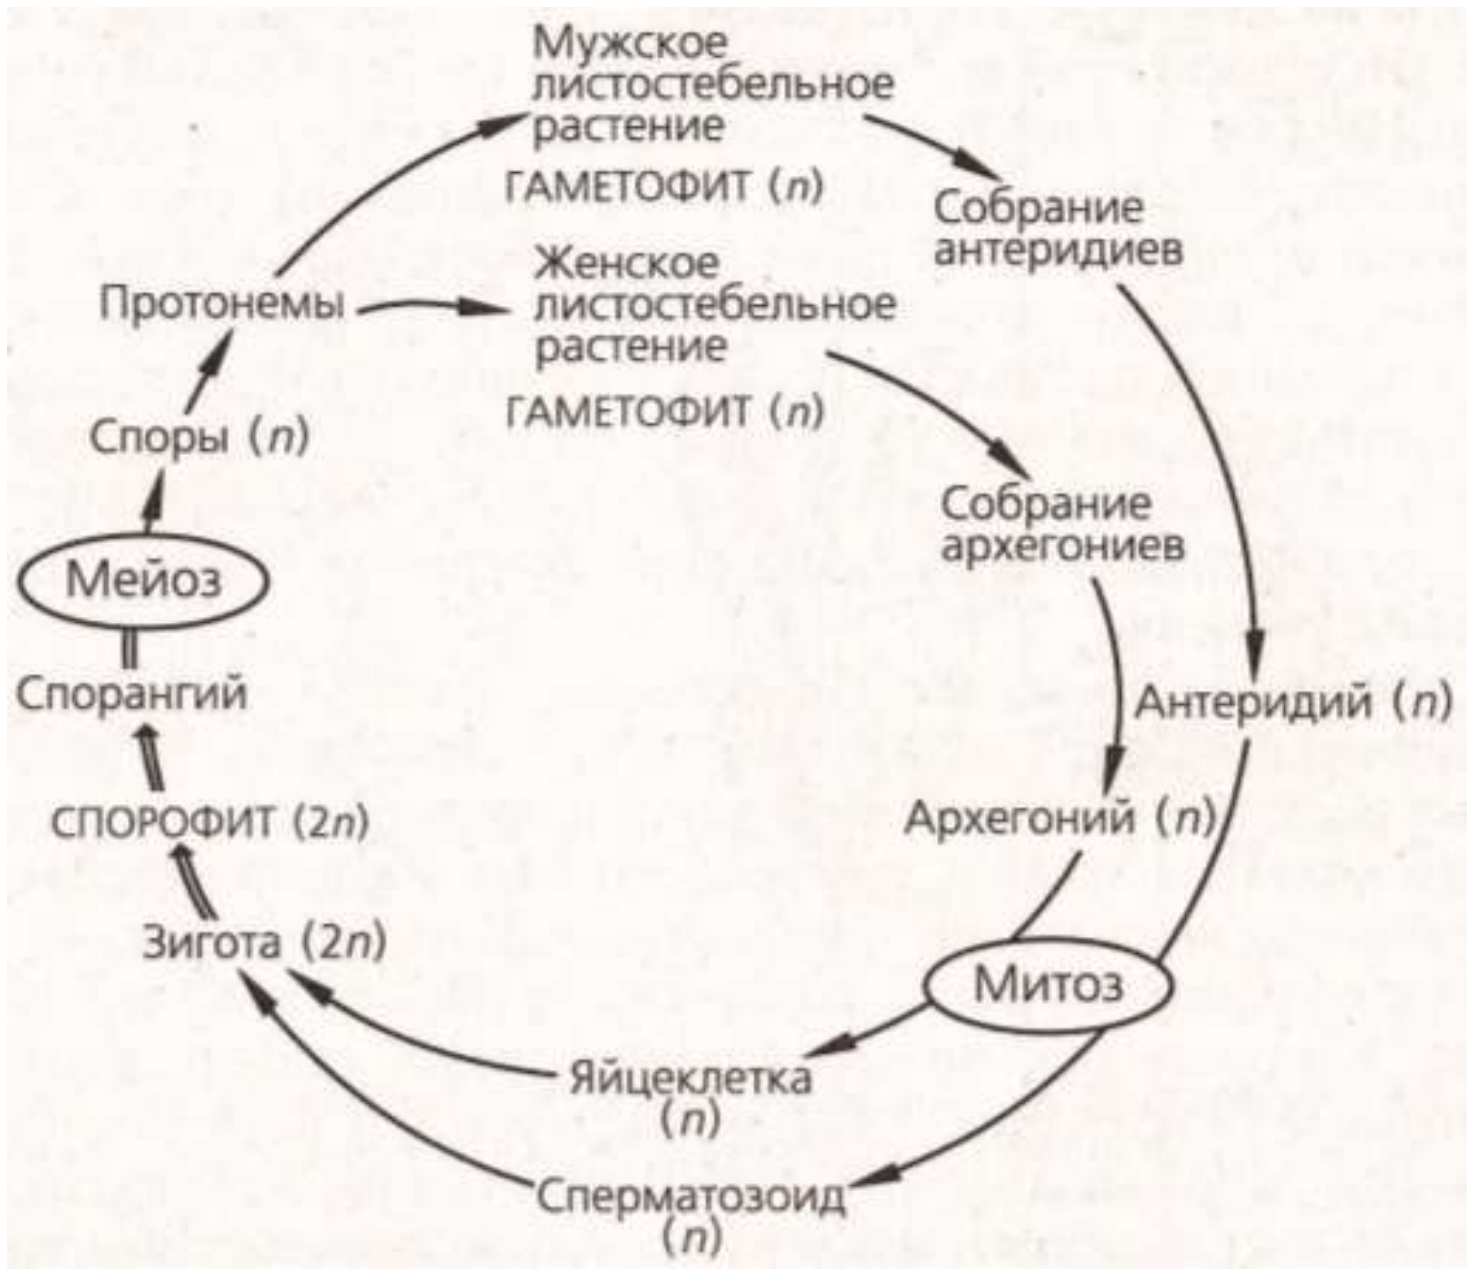 Мужское
листостебельное
растение
ГАМЕТОФИТ (n)
Собрание
антеридиев
Женское
листостебельное
растение
ГАМЕТОФИТ (n)
Протонемы
Споры (n)
Собрание
архегониев
Мейоз
Спорангий
Антеридий (n)
СПОРОФИТ (2n)
Архегоний (n)
Зигота (2n)
Митоз
Яйцеклетка
(n)
Сперматозоид
(n)